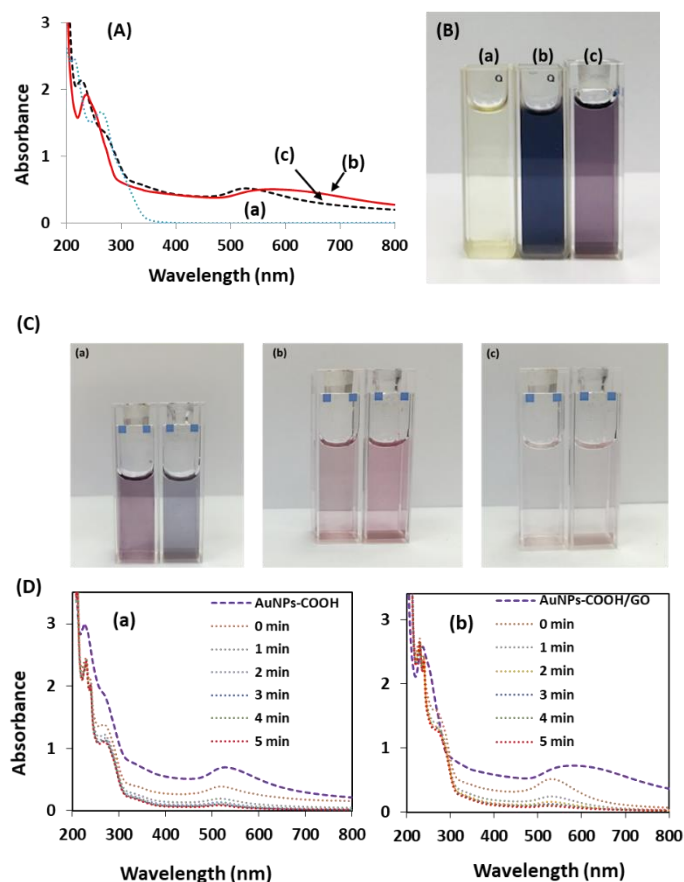 (A)
3
2
1
0
Absorbance
(c)
(b)
(a)
200 300 400 500 600 700 800
Wavelength (nm)
(B)
(a) (b) (c)
Q Q
(C)
(a)
(b)
(c)
(D)
(a)
3
2
1
0
Absorbance
AuNPs-COOH
0 min
1 min
2 min
3 min
4 min
5 min
200 300 400 500 600 700 800
Wavelength (nm)
(b)
3
2
1
0
Absorbance
AuNPs-COOH/GO
0 min
1 min
2 min
3 min
4 min
5 min
200 300 400 500 600 700 800
Wavelength (nm)